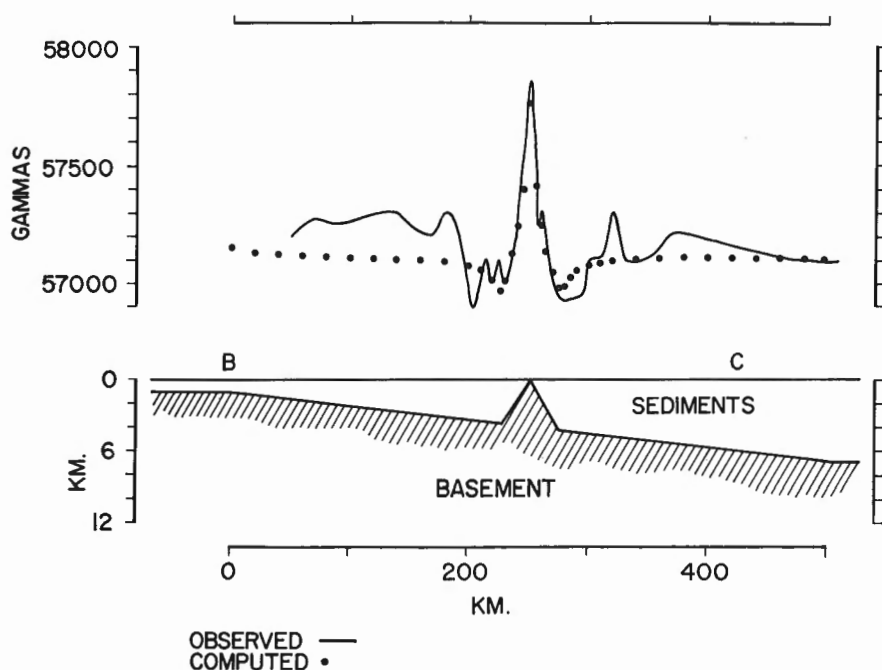 58000
57500
57000
GAMMAS
B
C
0
6
12
KM.
SEDIMENTS
BASEMENT
0
200
400
KM.
OBSERVED
COMPUTED